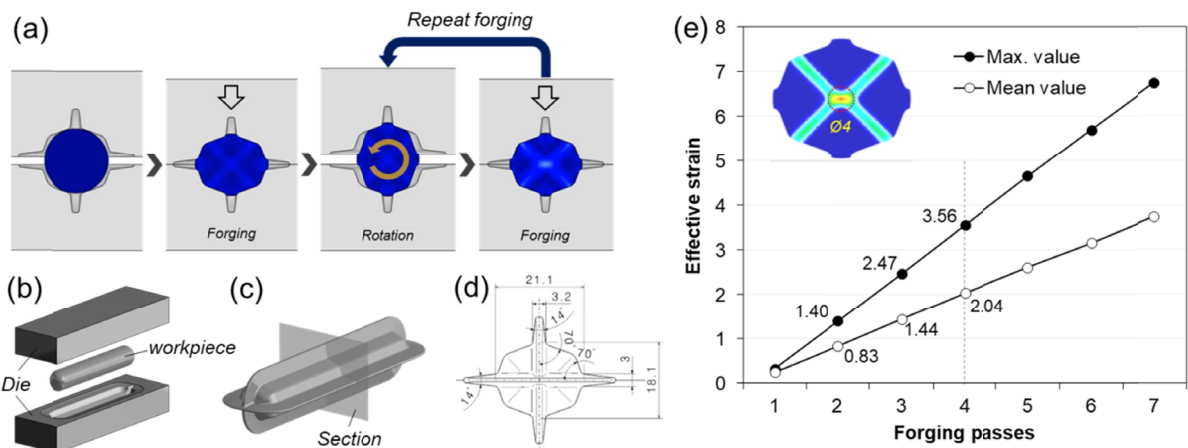 (a)
Repeat forging
Forging
Rotation
Forging
(b)
workpiece
Die
(c)
Section
(d)
21.1
3.2
14°
70°
70°
3
18.1
14°
(e)
8
7
6
5
4
3
2
1
0
Effective strain
Ø4
Max. value
Mean value
1.40
2.47
3.56
0.83
1.44
2.04
1 2 3 4 5 6 7
Forging passes